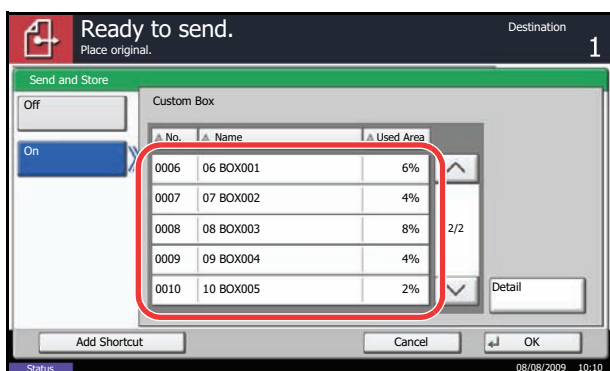 Ready to send.
Destination
Place original.
1
Send and Store
Off
On
Custom Box
No. Name Used Area
0006 06 BOX001 6%
0007 07 BOX002 4%
0008 08 BOX003 8%
2/2
0009 09 BOX004 4%
0010 10 BOX005 2%
Detail
Add Shortcut
Cancel
OK
Status
08/08/2009 10:10